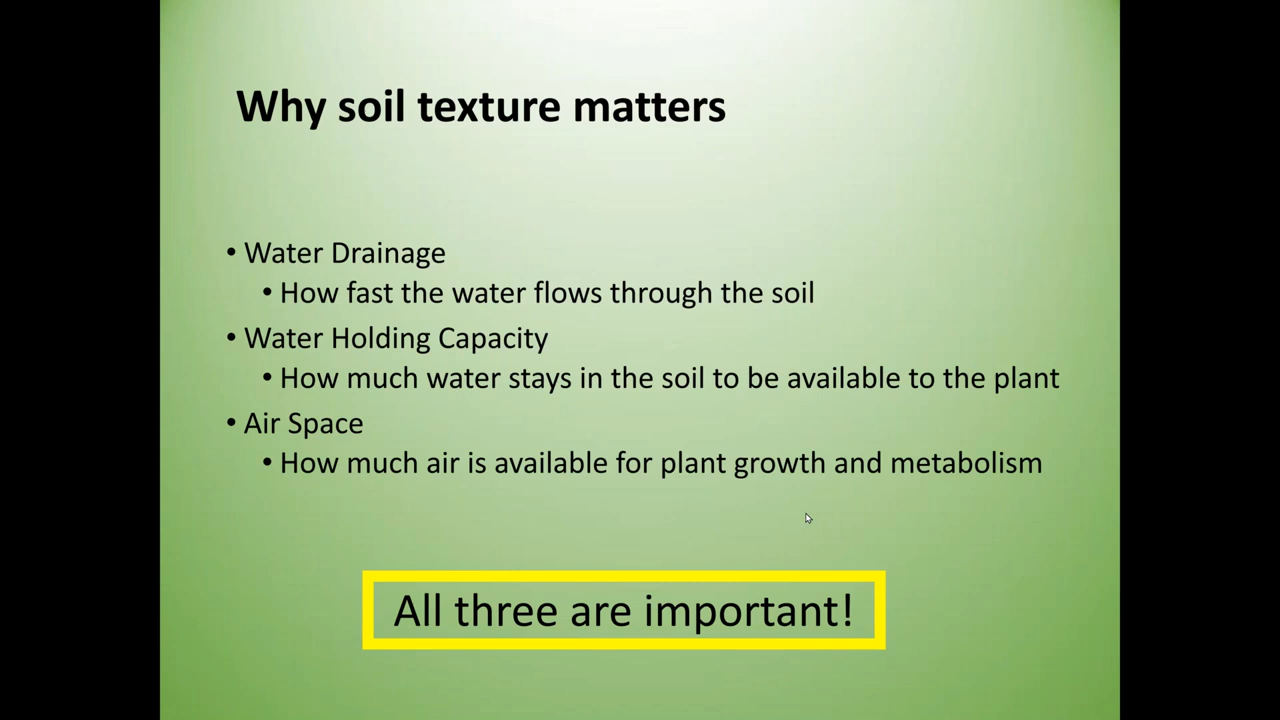 Why soil texture matters
• Water Drainage
• How fast the water flows through the soil
• Water Holding Capacity
• How much water stays in the soil to be available to the plant
• Air Space
• How much air is available for plant growth and metabolism
All three are important!